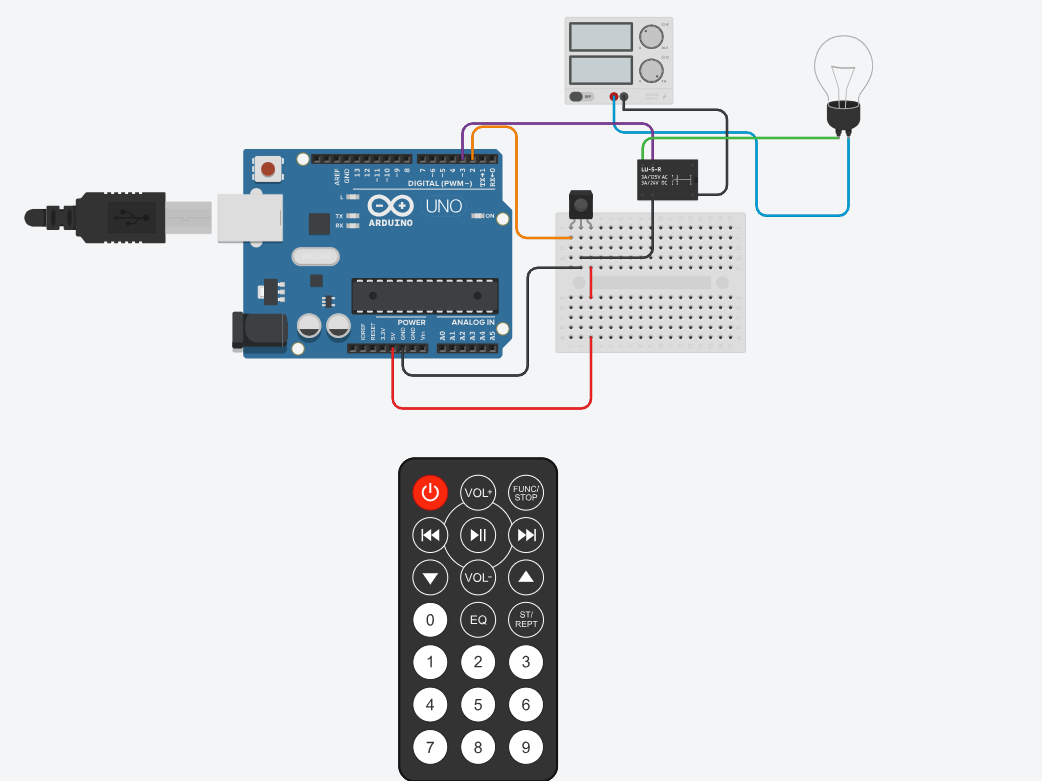 LU-5-R
3A/125V AC
3A/24V DC
AREF
GND
13
12
~11
~10
~9
8
7
~6
~5
4
~3
2
TX→1
RX←0
DIGITAL (PWM~)
L
TX
RX
UNO
ARDUINO
ON
POWER
ANALOG IN
IOREF
RESET
3.3V
5V
GND
GND
Vin
A0
A1
A2
A3
A4
A5
VOL+
FUNC/
STOP
VOL-
0
EQ
ST/
REPT
1 2 3
4 5 6
7 8 9